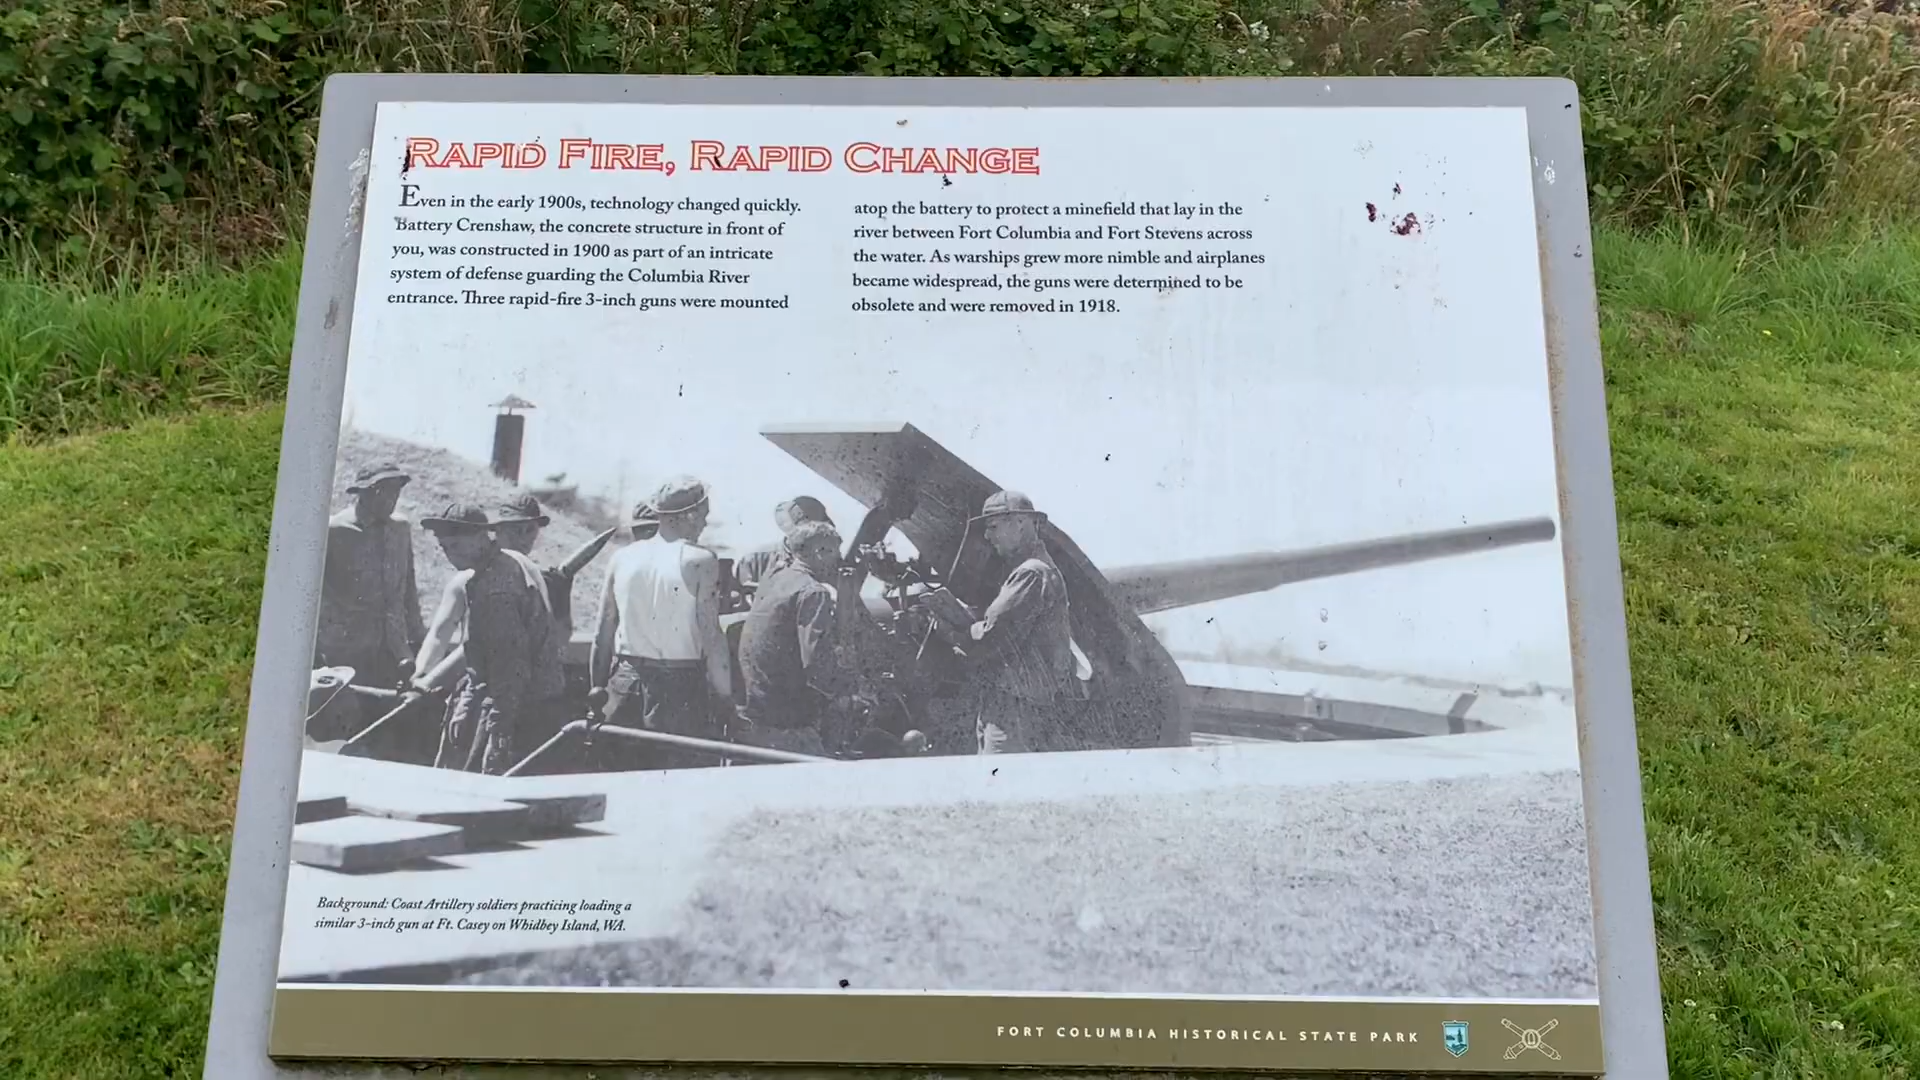 RAPID FIRE, RAPID CHANGE
Even in the early 1900s, technology changed quickly.
Battery Crenshaw, the concrete structure in front of
you, was constructed in 1900 as part of an intricate
system of defense guarding the Columbia River
entrance. Three rapid-fire 3-inch guns were mounted
atop the battery to protect a minefield that lay in the
river between Fort Columbia and Fort Stevens across
the water. As warships grew more nimble and airplanes
became widespread, the guns were determined to be
obsolete and were removed in 1918.
Background: Coast Artillery soldiers practicing loading a
similar 3-inch gun at Ft. Casey on Whidbey Island, WA.
FORT COLUMBIA HISTORICAL STATE PARK